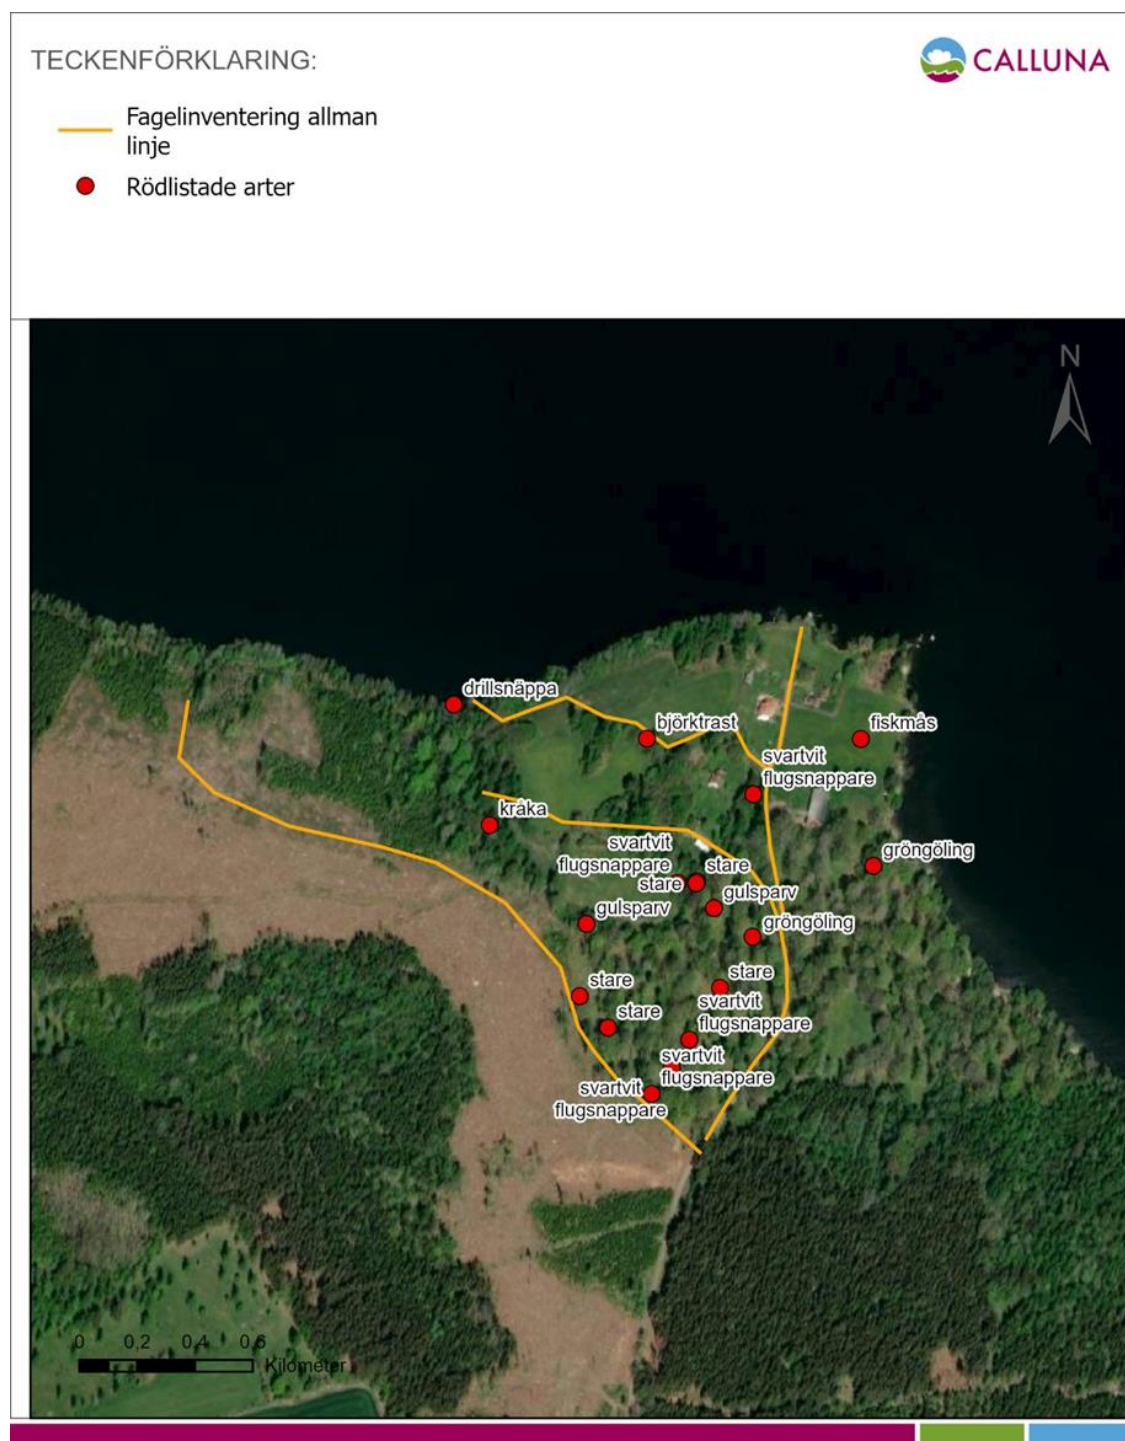 TECKENFÖRKLARING:
CALLUNA
Fagelinventering allman
linje
Rödlistade arter
N
drillsnäppa
björktrast
fiskmås
svartvit
flugsnappare
kråka
svartvit
flugsnappare
stare
stare
gröngöling
gulsparv
gulsparv
gröngöling
stare
stare
stare
svartvit
flugsnappare
svartvit
flugsnappare
svartvit
flugsnappare
0 0,2 0,4 0,6
Kilometer